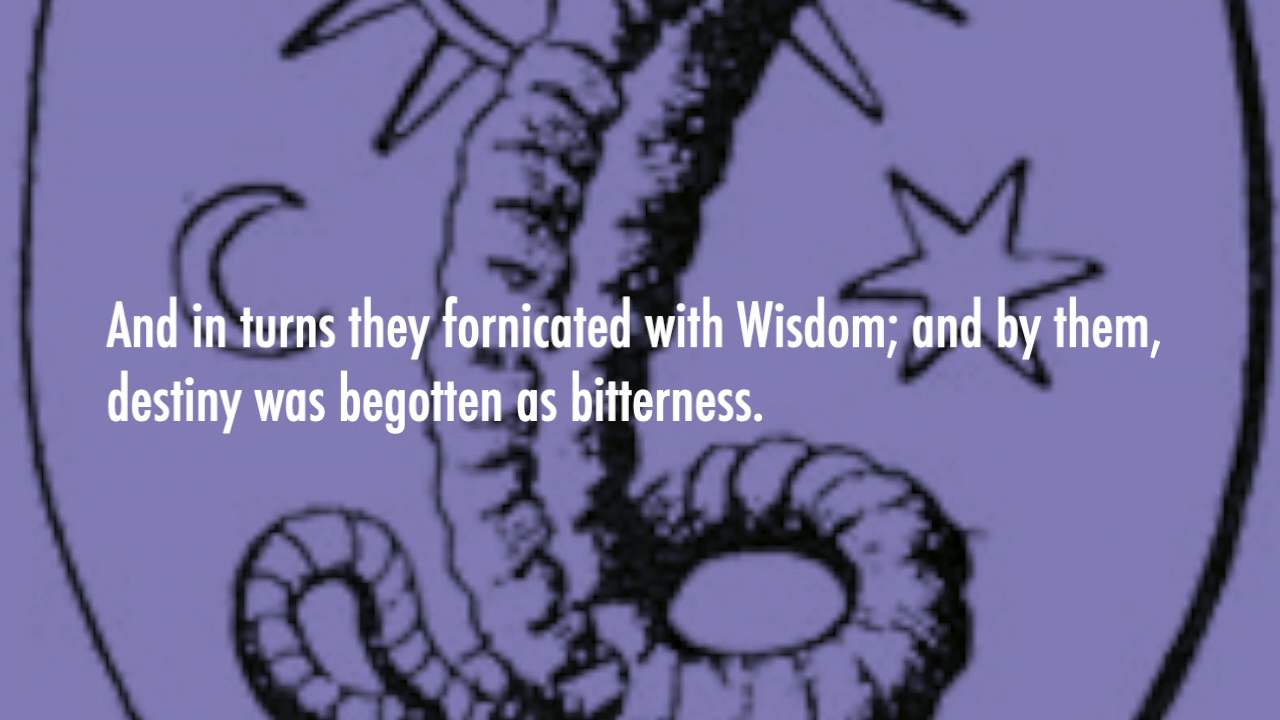 And in turns they fornicated with Wisdom; and by them,
destiny was begotten as bitterness.